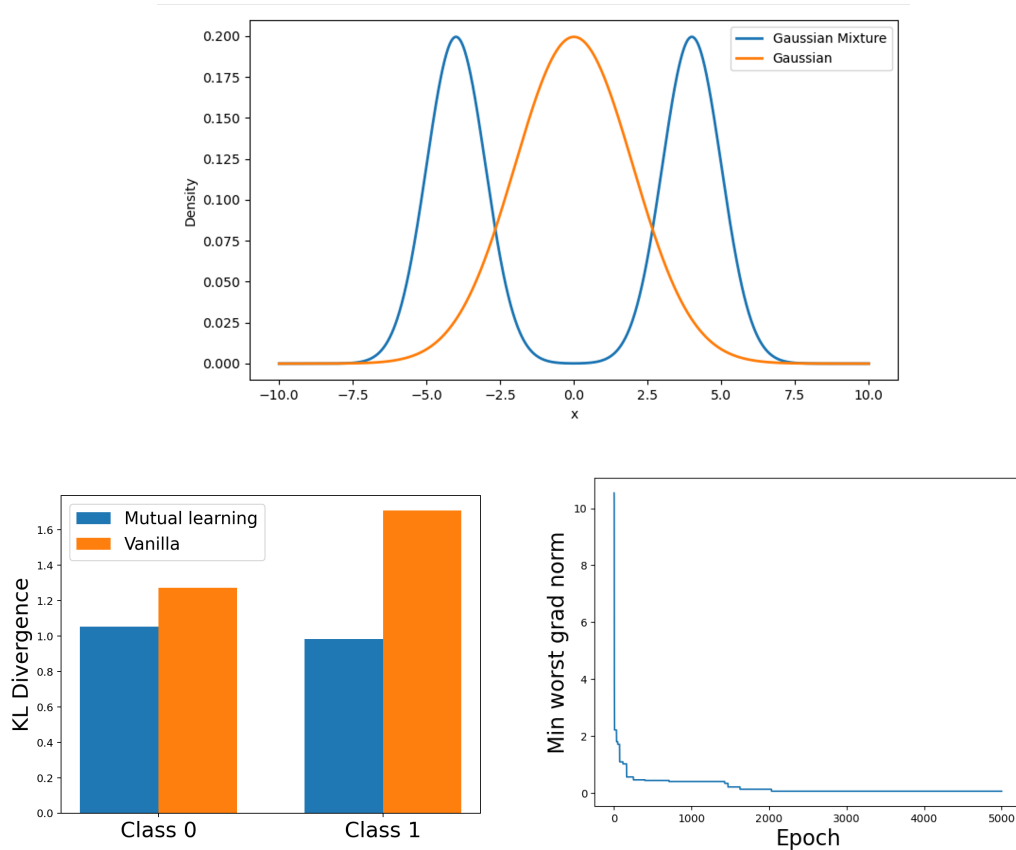 0.200
0.175
0.150
0.125
0.100
0.075
0.050
0.025
0.000
Density
Gaussian Mixture
Gaussian
−10.0 −7.5 −5.0 −2.5 0.0 2.5 5.0 7.5 10.0
x
1.6
1.4
1.2
1.0
0.8
0.6
0.4
0.2
0.0
KL Divergence
Mutual learning
Vanilla
Class 0 Class 1
10
8
6
4
2
0
Min worst grad norm
0 1000 2000 3000 4000 5000
Epoch